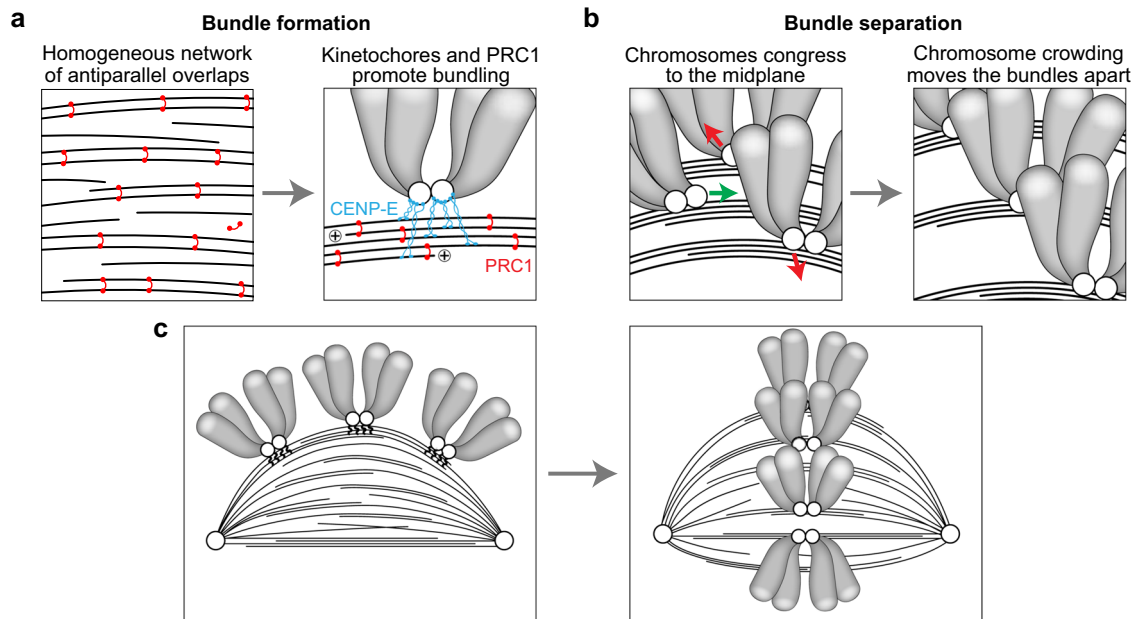 a
Bundle formation
Homogeneous network
of antiparallel overlaps
Kinetochores and PRC1
promote bundling
CENP-E
+
+
PRC1
b
Bundle separation
Chromosomes congress
to the midplane
Chromosome crowding
moves the bundles apart
c